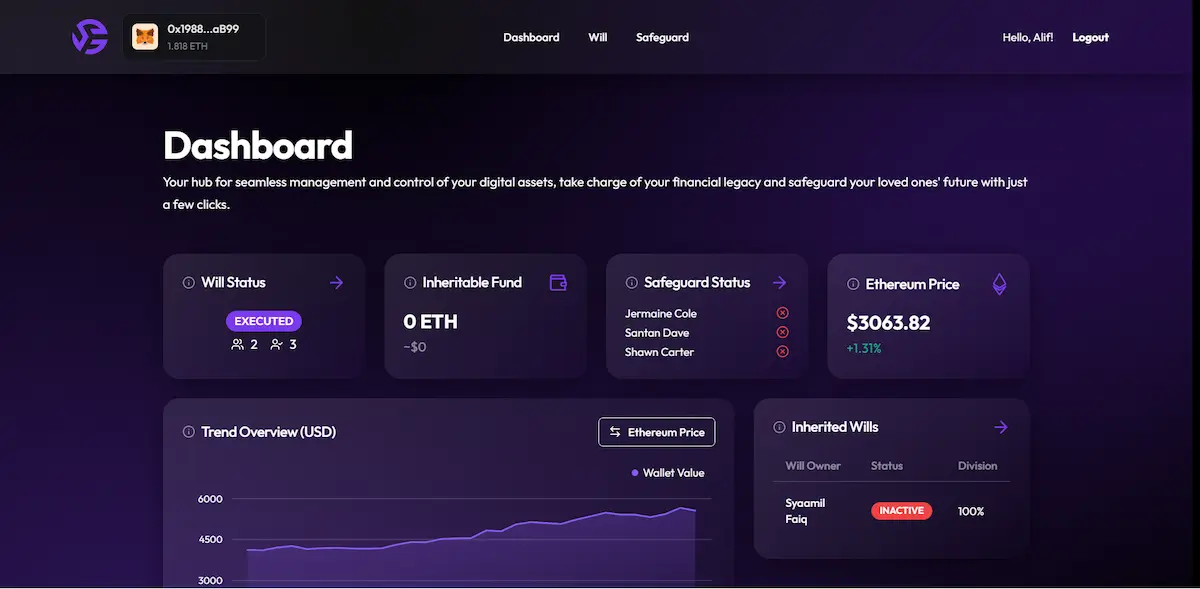 0x1988...aB99
1.818 ETH
Dashboard
Will
Safeguard
Hello, Alif!
Logout
Dashboard
Your hub for seamless management and control of your digital assets, take charge of your financial legacy and safeguard your loved ones' future with just
a few clicks.
Will Status
EXECUTED
2
3
Inheritable Fund
0 ETH
~$0
Safeguard Status
Jermaine Cole
Santan Dave
Shawn Carter
Ethereum Price
$3063.82
+1.31%
Trend Overview (USD)
Ethereum Price
Wallet Value
6000
4500
3000
Inherited Wills
Will Owner Status Division
Syaamil
Faiq
INACTIVE
100%